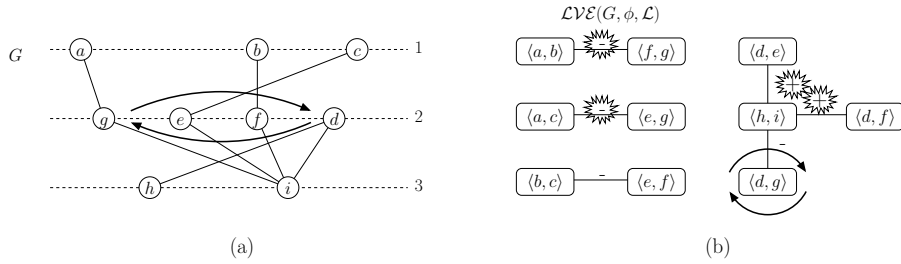 G
a
b
c
1
g
e
f
d
2
h
i
3
(a)
LVE(G, ϕ, L)
⟨a, b⟩ - ⟨f, g⟩
⟨d, e⟩
+
+
⟨a, c⟩ - ⟨e, g⟩
⟨h, i⟩
⟨d, f⟩
-
⟨b, c⟩ - ⟨e, f⟩
⟨d, g⟩
(b)